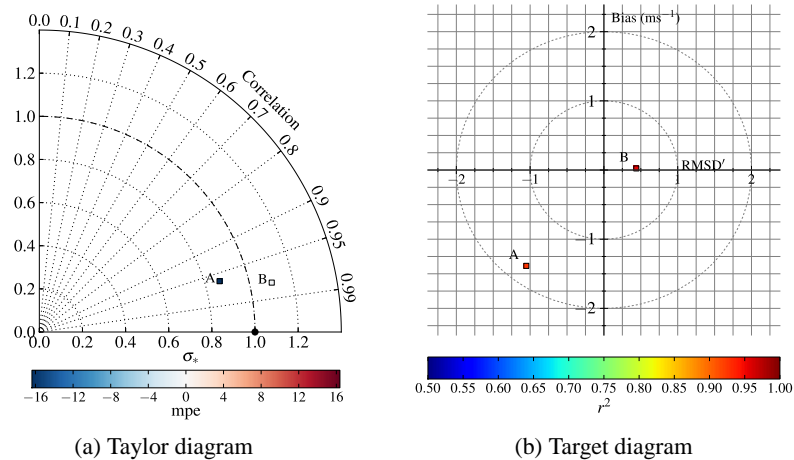 0.0 0.1 0.2 0.3 0.4 0.5 0.6 0.7 0.8 0.9 0.95 0.99
Correlation
1.2
1.0
0.8
0.6
0.4
0.2
0.0
A
B
0.0 0.2 0.4 0.6 0.8 1.0 1.2
σ*
−16 −12 −8 −4 0 4 8 12 16
mpe
(a) Taylor diagram
Bias (ms⁻¹)
2
1
B
RMSD′
−2 −1 1 2
−1
A
−2
0.50 0.55 0.60 0.65 0.70 0.75 0.80 0.85 0.90 0.95 1.00
r²
(b) Target diagram